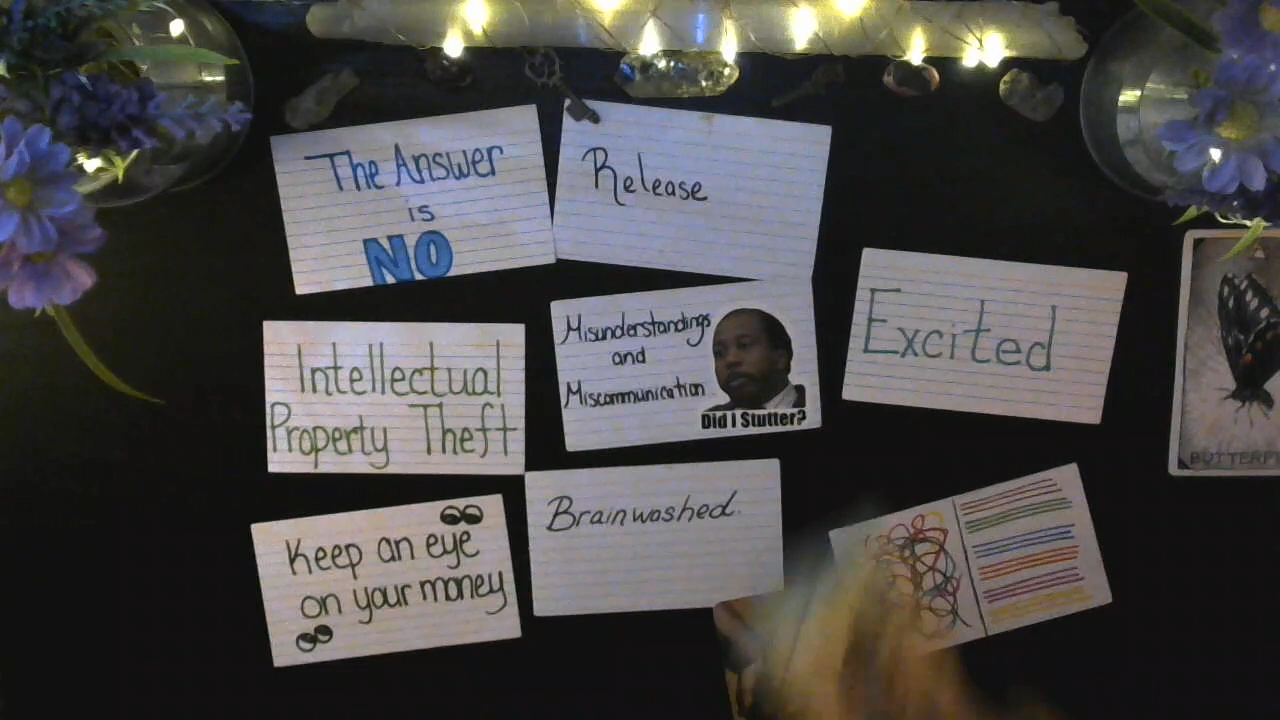 The Answer
is
NO
Release
Intellectual
Property Theft
Misunderstandings
and
Miscommunication
Did I Stutter?
Excited
Keep an eye
on your money
Brainwashed.